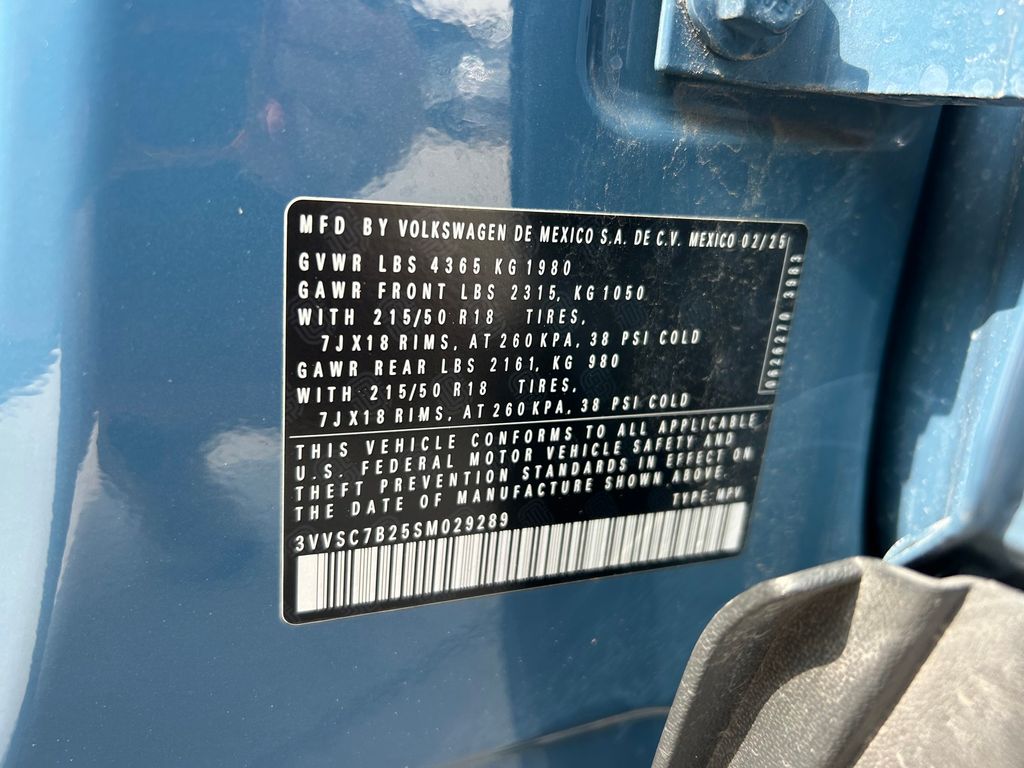 MFD BY VOLKSWAGEN DE MEXICO S.A. DE C.V. MEXICO 02/25
GVWR LBS 4365 KG 1980
GAWR FRONT LBS 2315, KG 1050
WITH 215/50 R18 TIRES,
7JX18 RIMS, AT 260 KPA, 38 PSI COLD
GAWR REAR LBS 2161, KG 980
WITH 215/50 R18 TIRES,
7JX18 RIMS, AT 260 KPA, 38 PSI COLD
THIS VEHICLE CONFORMS TO ALL APPLICABLE
U.S. FEDERAL MOTOR VEHICLE SAFETY AND
THEFT PREVENTION STANDARDS IN EFFECT ON
THE DATE OF MANUFACTURE SHOWN ABOVE.
TYPE: MPV
3VVSC7B25SM029289